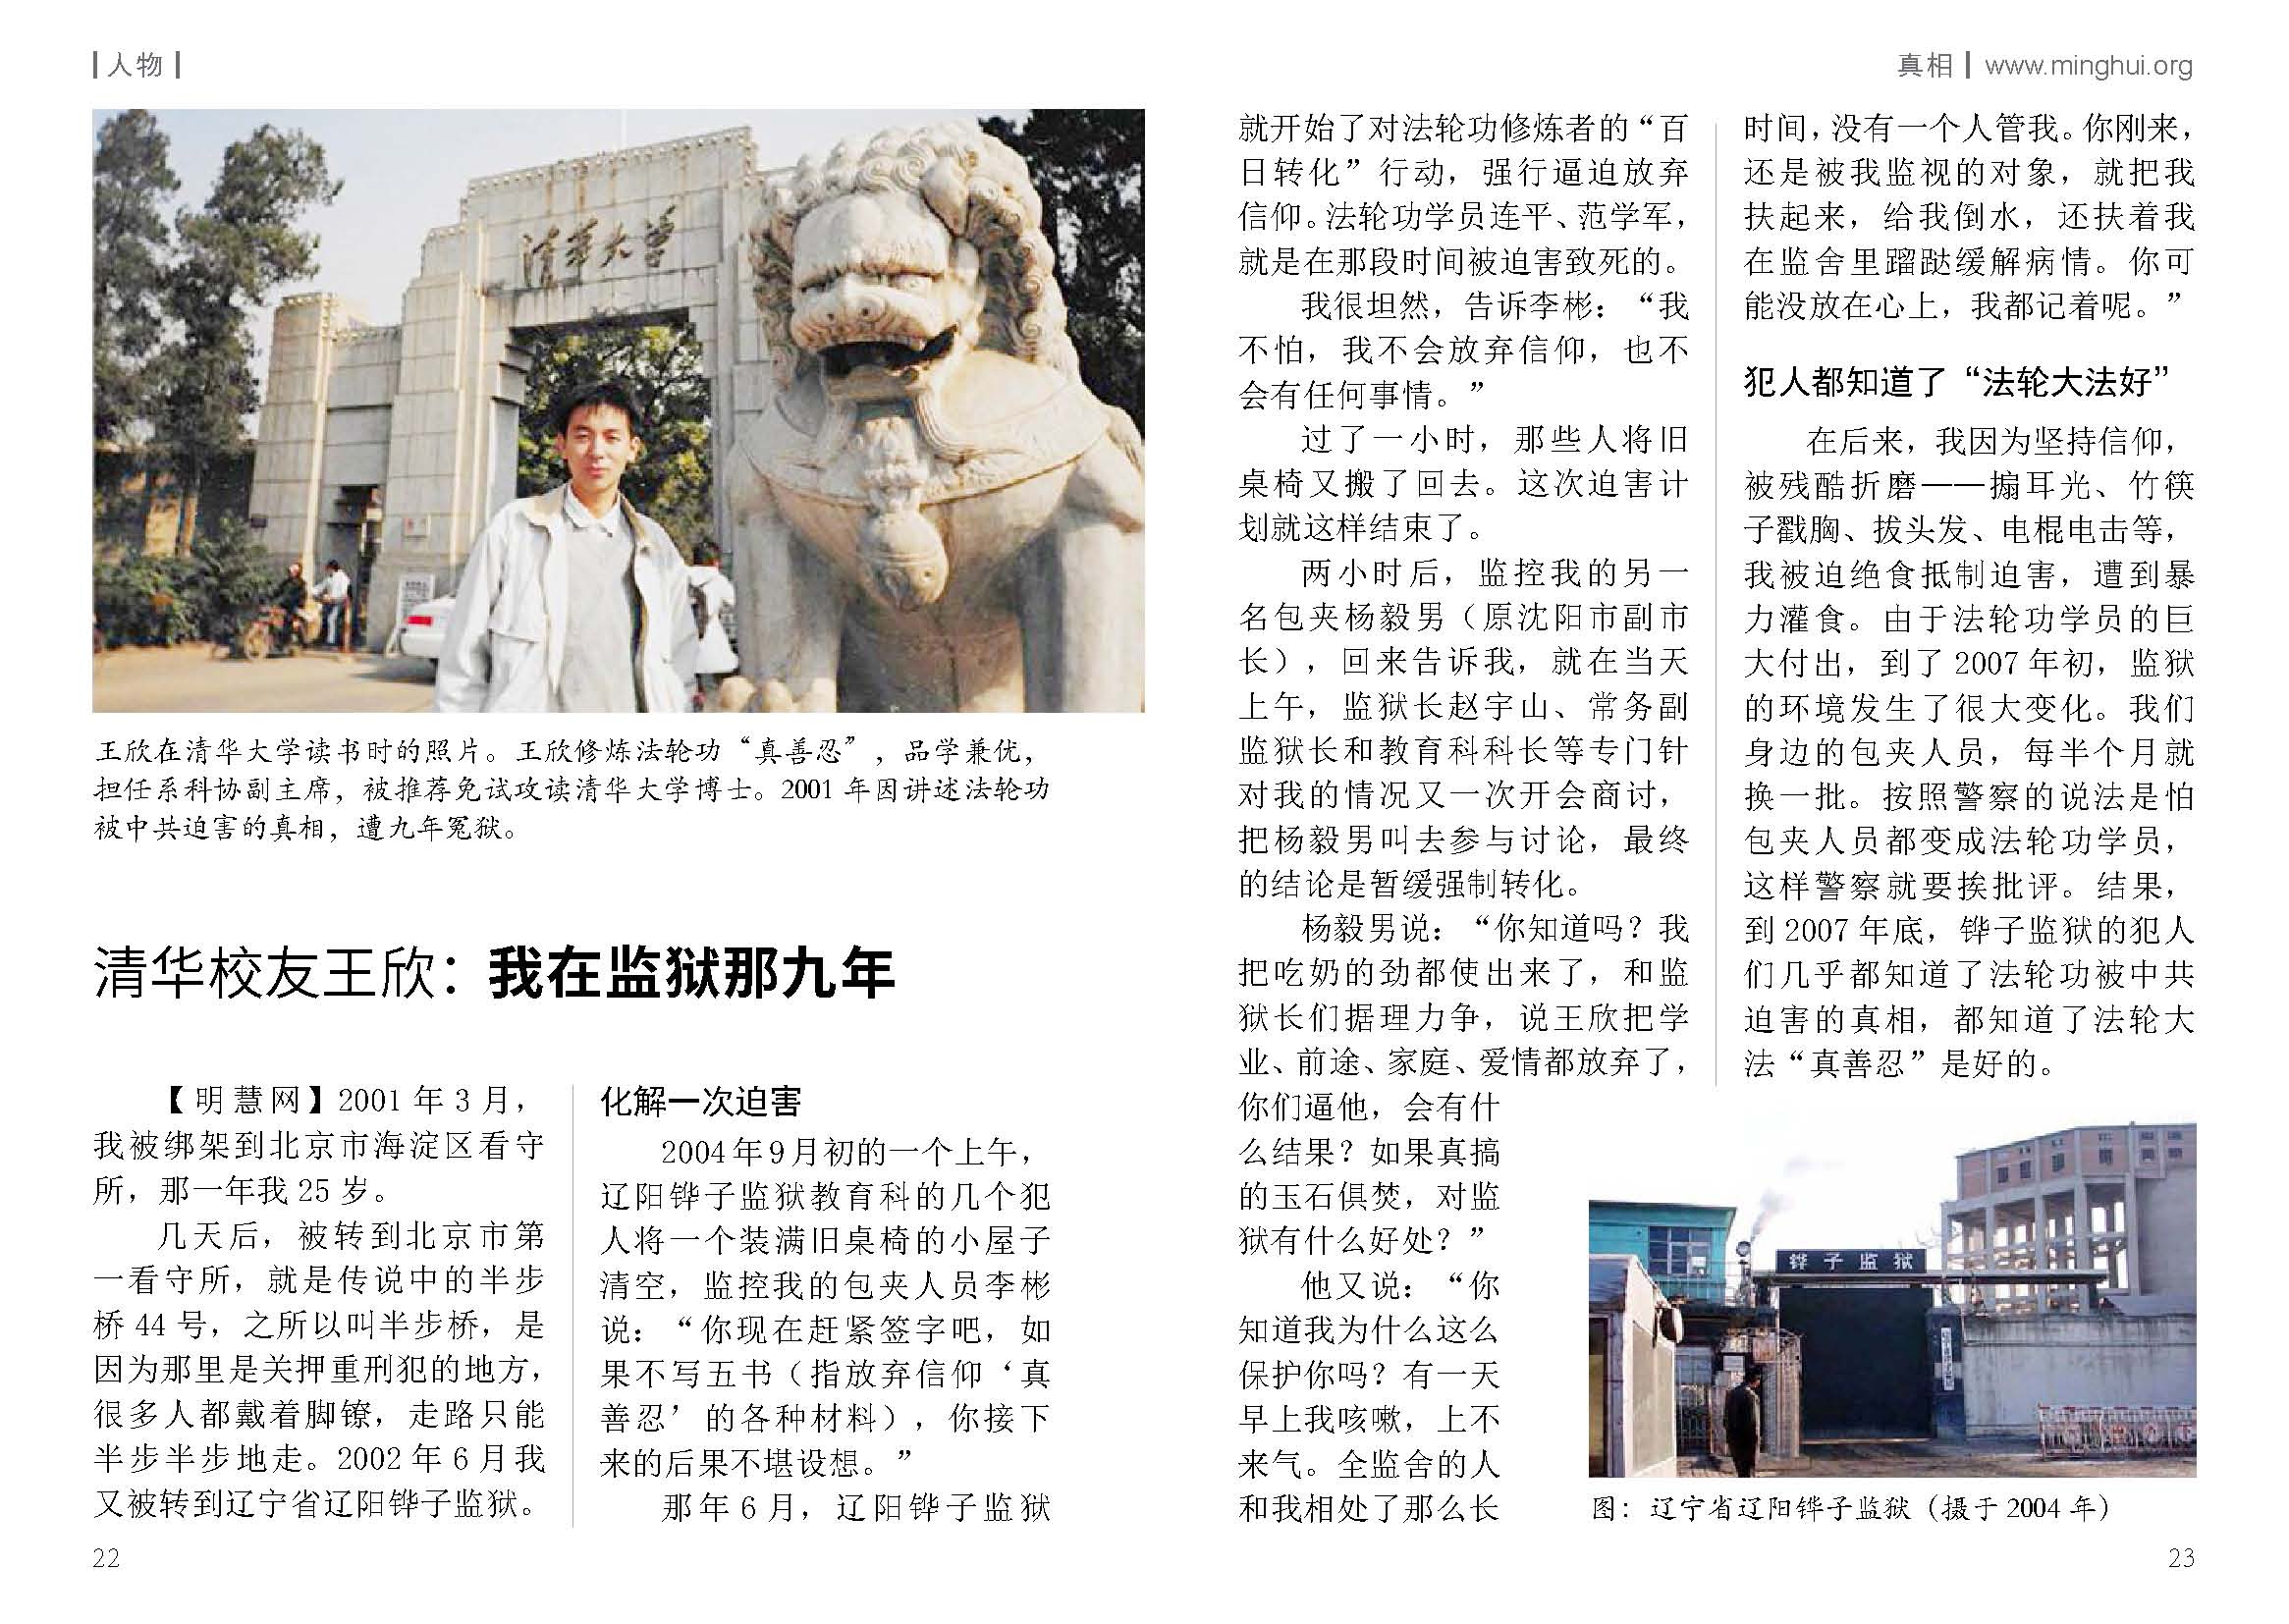 人物
清华大学
王欣在清华大学读书时的照片。王欣修炼法轮功“真善忍”，品学兼优，
担任系科协副主席，被推荐免试攻读清华大学博士。2001 年因讲述法轮功
被中共迫害的真相，遭九年冤狱。
清华校友王欣：我在监狱那九年
【明慧网】2001 年 3 月，
我被绑架到北京市海淀区看守
所，那一年我 25 岁。
几天后，被转到北京市第
一看守所，就是传说中的半步
桥 44 号，之所以叫半步桥，是
因为那里是关押重刑犯的地方，
很多人都戴着脚镣，走路只能
半步半步地走。2002 年 6 月我
又被转到辽宁省辽阳铧子监狱。
化解一次迫害
2004 年 9 月初的一个上午，
辽阳铧子监狱教育科的几个犯
人将一个装满旧桌椅的小屋子
清空，监控我的包夹人员李彬
说：“你现在赶紧签字吧，如
果不写五书（指放弃信仰‘真
善忍’的各种材料），你接下
来的后果不堪设想。”
那年 6 月，辽阳铧子监狱
22
真相 www.minghui.org
就开始了对法轮功修炼者的“百
日转化”行动，强行逼迫放弃
信仰。法轮功学员连平、范学军，
就是在那段时间被迫害致死的。
我很坦然，告诉李彬：“我
不怕，我不会放弃信仰，也不
会有任何事情。”
过了一小时，那些人将旧
桌椅又搬了回去。这次迫害计
划就这样结束了。
两小时后，监控我的另一
名包夹杨毅男（原沈阳市副市
长），回来告诉我，就在当天
上午，监狱长赵宇山、常务副
监狱长和教育科科长等专门针
对我的情况又一次开会商讨，
把杨毅男叫去参与讨论，最终
的结论是暂缓强制转化。
杨毅男说：“你知道吗？我
把吃奶的劲都使出来了，和监
狱长们据理力争，说王欣把学
业、前途、家庭、爱情都放弃了，
你们逼他，会有什
么结果？如果真搞
的玉石俱焚，对监
狱有什么好处？”
他又说：“你
知道我为什么这么
保护你吗？有一天
早上我咳嗽，上不
来气。全监舍的人
和我相处了那么长
时间，没有一个人管我。你刚来，
还是被我监视的对象，就把我
扶起来，给我倒水，还扶着我
在监舍里蹓跶缓解病情。你可
能没放在心上，我都记着呢。”
犯人都知道了“法轮大法好”
在后来，我因为坚持信仰，
被残酷折磨——搧耳光、竹筷
子戳胸、拔头发、电棍电击等，
我被迫绝食抵制迫害，遭到暴
力灌食。由于法轮功学员的巨
大付出，到了 2007 年初，监狱
的环境发生了很大变化。我们
身边的包夹人员，每半个月就
换一批。按照警察的说法是怕
包夹人员都变成法轮功学员，
这样警察就要挨批评。结果，
到 2007 年底，铧子监狱的犯人
们几乎都知道了法轮功被中共
迫害的真相，都知道了法轮大
法“真善忍”是好的。
铧子监狱
图：辽宁省辽阳铧子监狱（摄于 2004 年）
23